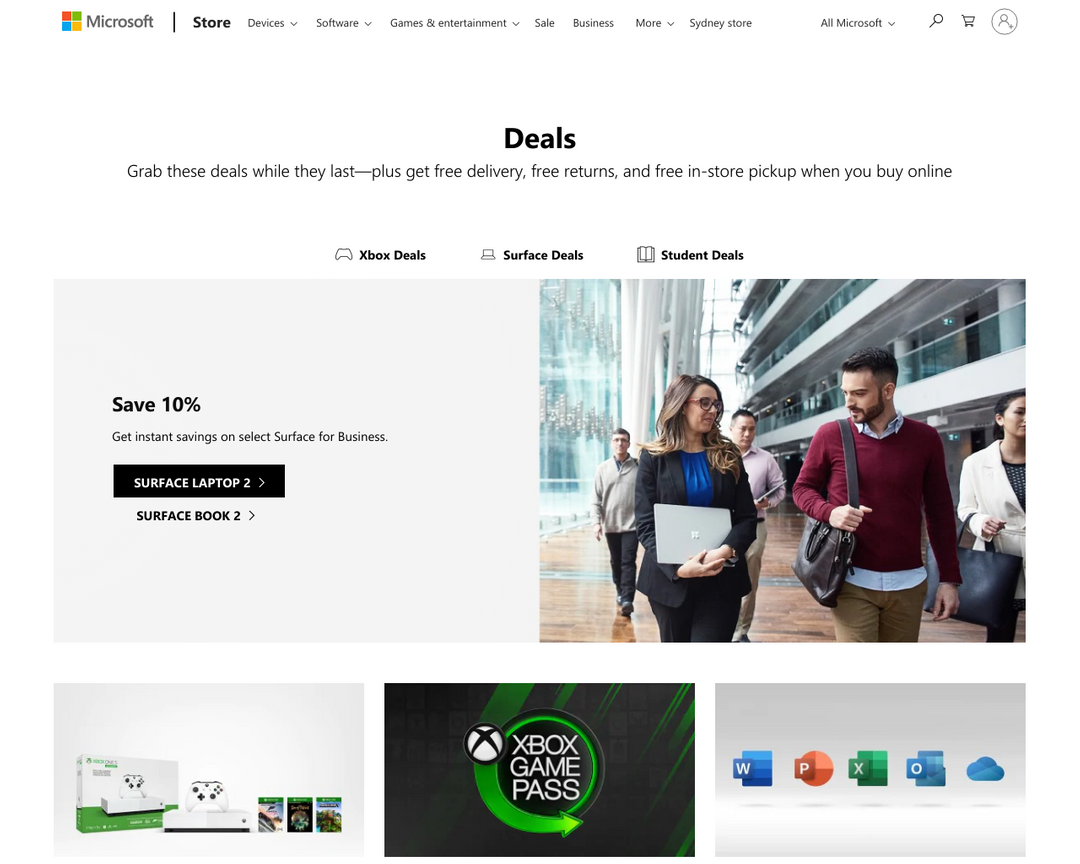 Microsoft
Store
Devices
Software
Games & entertainment
Sale
Business
More
Sydney store
All Microsoft
Deals
Grab these deals while they last—plus get free delivery, free returns, and free in-store pickup when you buy online
Xbox Deals
Surface Deals
Student Deals
Save 10%
Get instant savings on select Surface for Business.
SURFACE LAPTOP 2
SURFACE BOOK 2
XBOX ONE S
XBOX
GAME
PASS
W
P
X
O